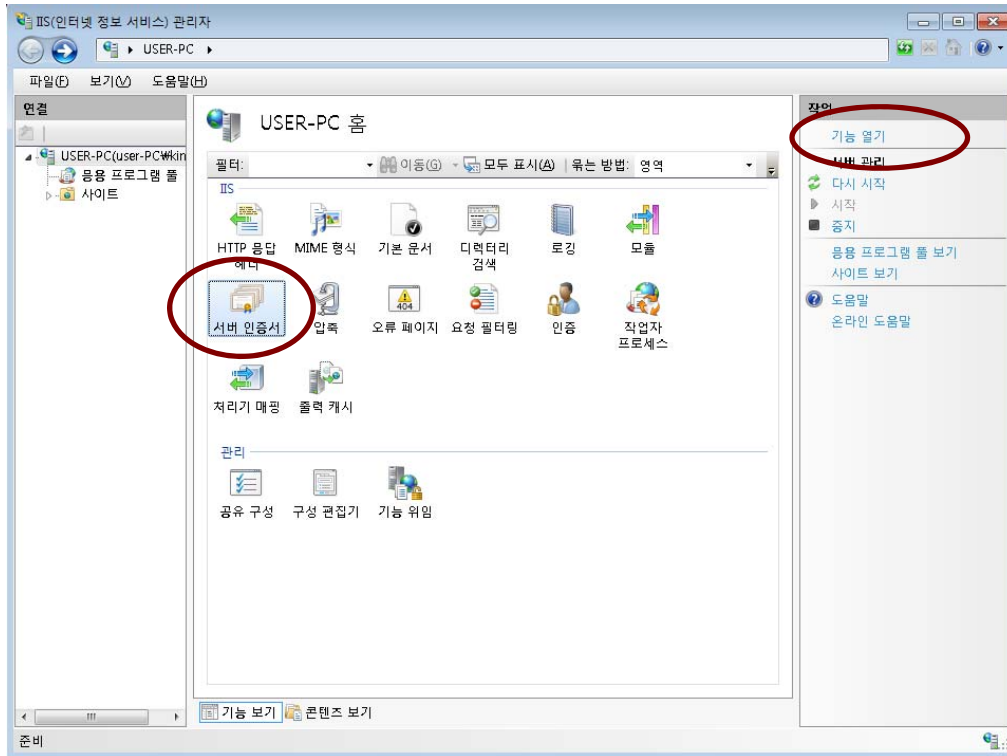 IIS(인터넷 정보 서비스) 관리자
USER-PC
파일(F) 보기(V) 도움말(H)
연결
USER-PC(user-PC₩kin
응용 프로그램 풀
사이트
USER-PC 홈
필터: 이동(G) 모두 표시(A) 묶는 방법: 영역
IIS
HTTP 응답 헤더
MIME 형식
기본 문서
디렉터리
검색
로깅
모듈
서버 인증서
압축
404
오류 페이지
요청 필터링
인증
작업자
프로세스
처리기 매핑
출력 캐시
관리
공유 구성
구성 편집기
기능 위임
기능 보기
콘텐츠 보기
작업
기능 열기
서버 관리
다시 시작
시작
중지
응용 프로그램 풀 보기
사이트 보기
도움말
온라인 도움말
준비